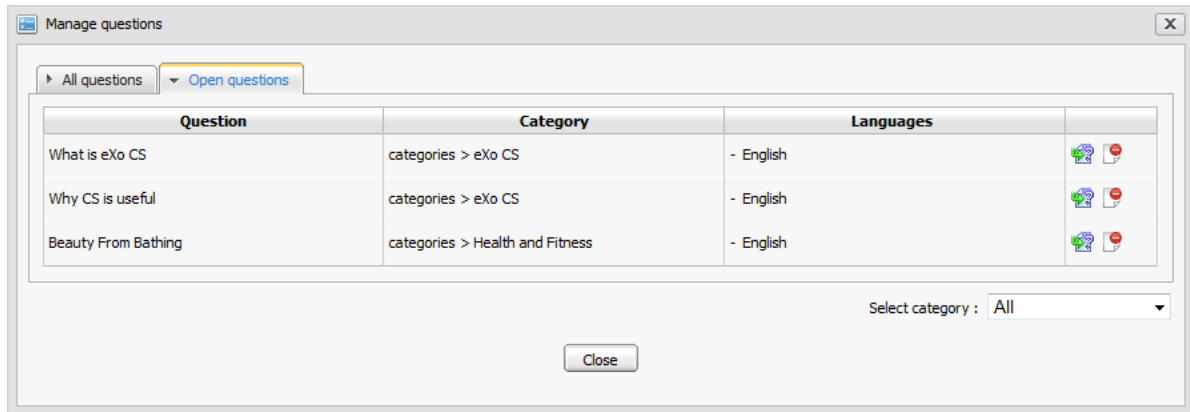 Manage questions
All questions Open questions
Question Category Languages
What is eXo CS categories > eXo CS - English
Why CS is useful categories > eXo CS - English
Beauty From Bathing categories > Health and Fitness - English
Select category : All
Close